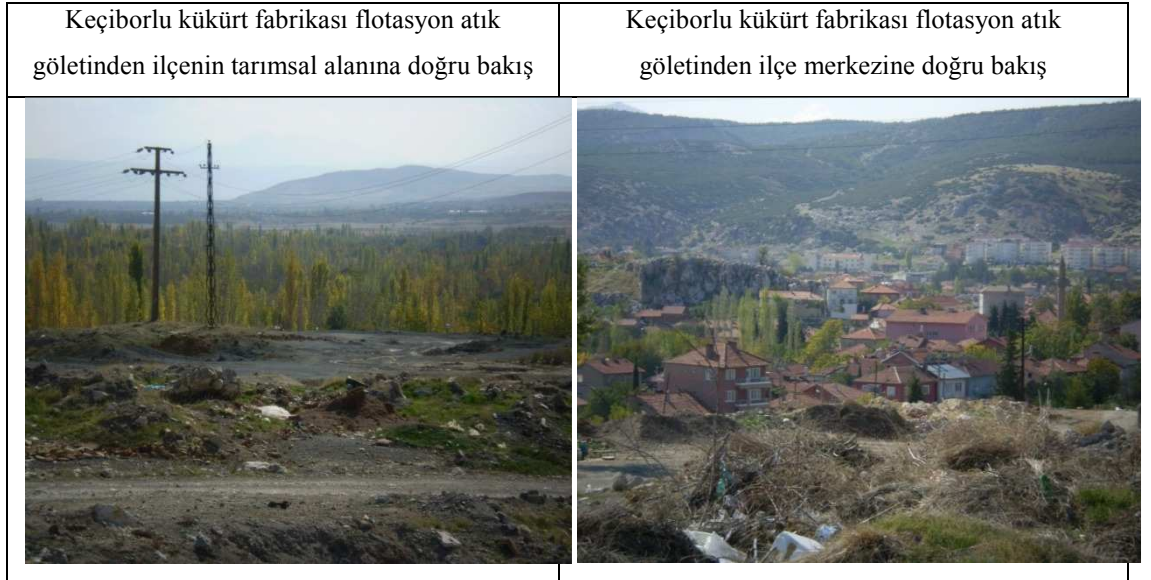 Keçiborlu kükürt fabrikası flotasyon atık
göletinden ilçenin tarımsal alanına doğru bakış
Keçiborlu kükürt fabrikası flotasyon atık
göletinden ilçe merkezine doğru bakış